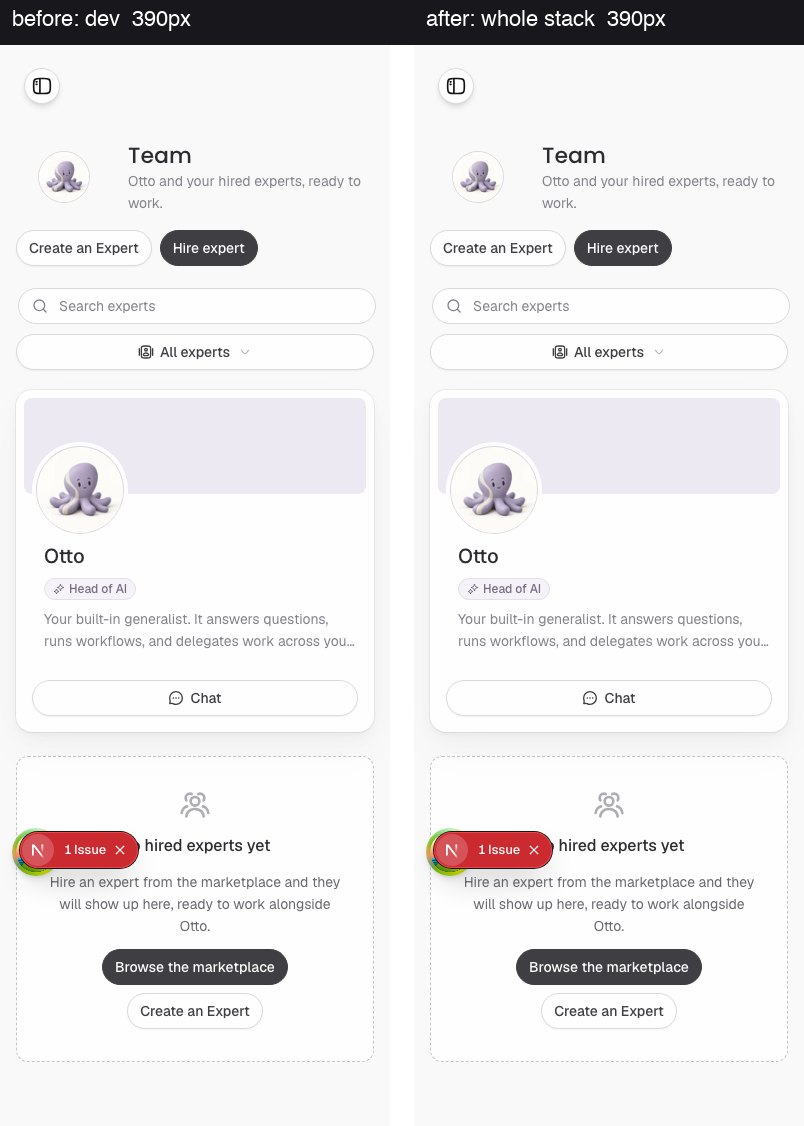 before: dev 390px
Team
Otto and your hired experts, ready to
work.
Create an Expert
Hire expert
Search experts
All experts
Otto
Head of AI
Your built-in generalist. It answers questions,
runs workflows, and delegates work across you…
Chat
hired experts yet
N
1 Issue
Hire an expert from the marketplace and they
will show up here, ready to work alongside
Otto.
Browse the marketplace
Create an Expert
after: whole stack 390px
Team
Otto and your hired experts, ready to
work.
Create an Expert
Hire expert
Search experts
All experts
Otto
Head of AI
Your built-in generalist. It answers questions,
runs workflows, and delegates work across you…
Chat
hired experts yet
N
1 Issue
Hire an expert from the marketplace and they
will show up here, ready to work alongside
Otto.
Browse the marketplace
Create an Expert